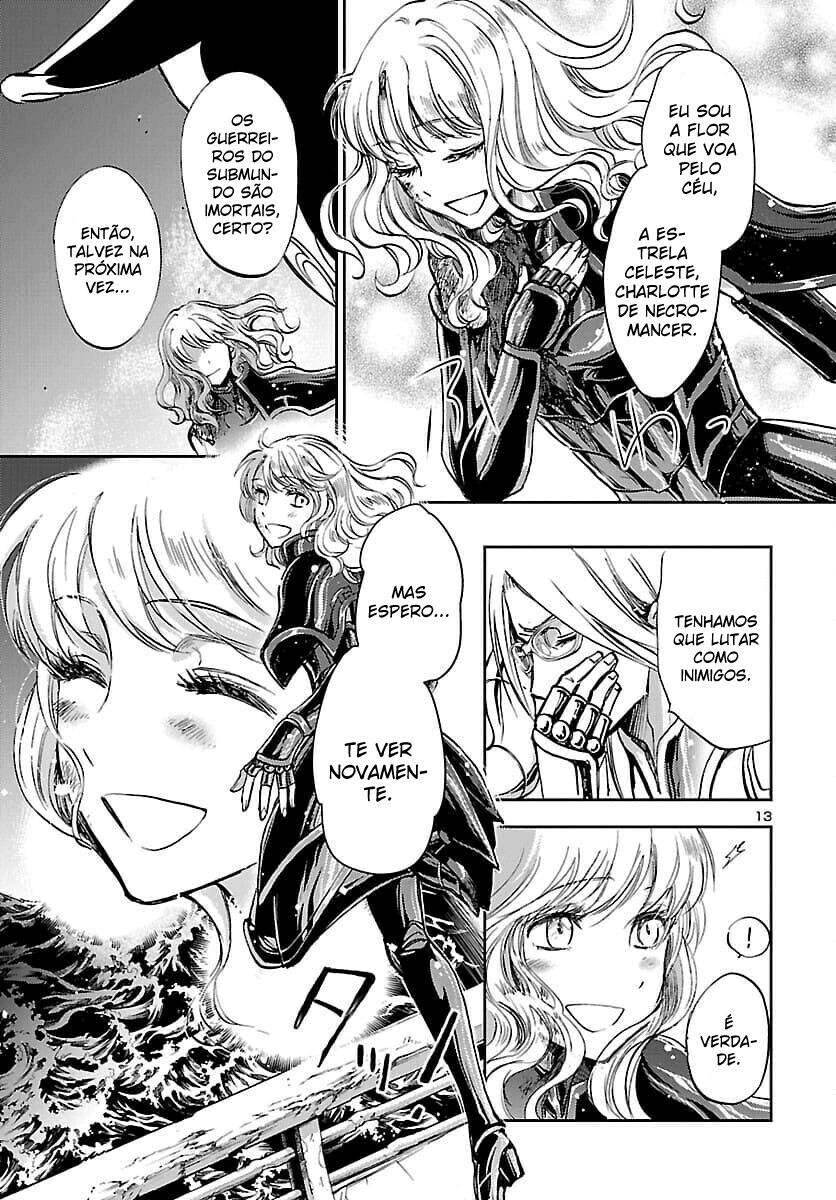 EU SOU
A FLOR
QUE VOA
PELO
CÉU,
A ES-
TRELA
CELESTE,
CHARLOTTE
DE NECRO-
MANCER.
OS
GUERREI-
ROS DO
SUBMUN-
DO SÃO
IMORTAIS,
CERTO?
ENTÃO,
TALVEZ NA
PRÓXIMA
VEZ...
TENHAMOS
QUE LUTAR
COMO
INIMIGOS.
13
!
É
VERDA-
DE.
MAS
ESPERO...
TE VER
NOVAMEN-
TE.
タッ